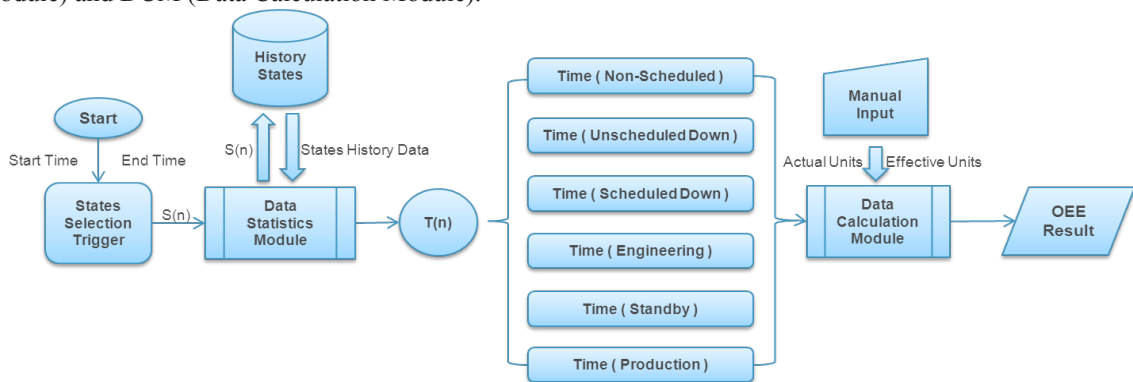 History
States
Start
Start Time
End Time
S(n)
States History Data
States
Selection
Trigger
S(n)
Data
Statistics
Module
T(n)
Time ( Non-Scheduled )
Time ( Unscheduled Down )
Time ( Scheduled Down )
Time ( Engineering )
Time ( Standby )
Time ( Production )
Manual
Input
Actual Units
Effective Units
Data
Calculation
Module
OEE
Result